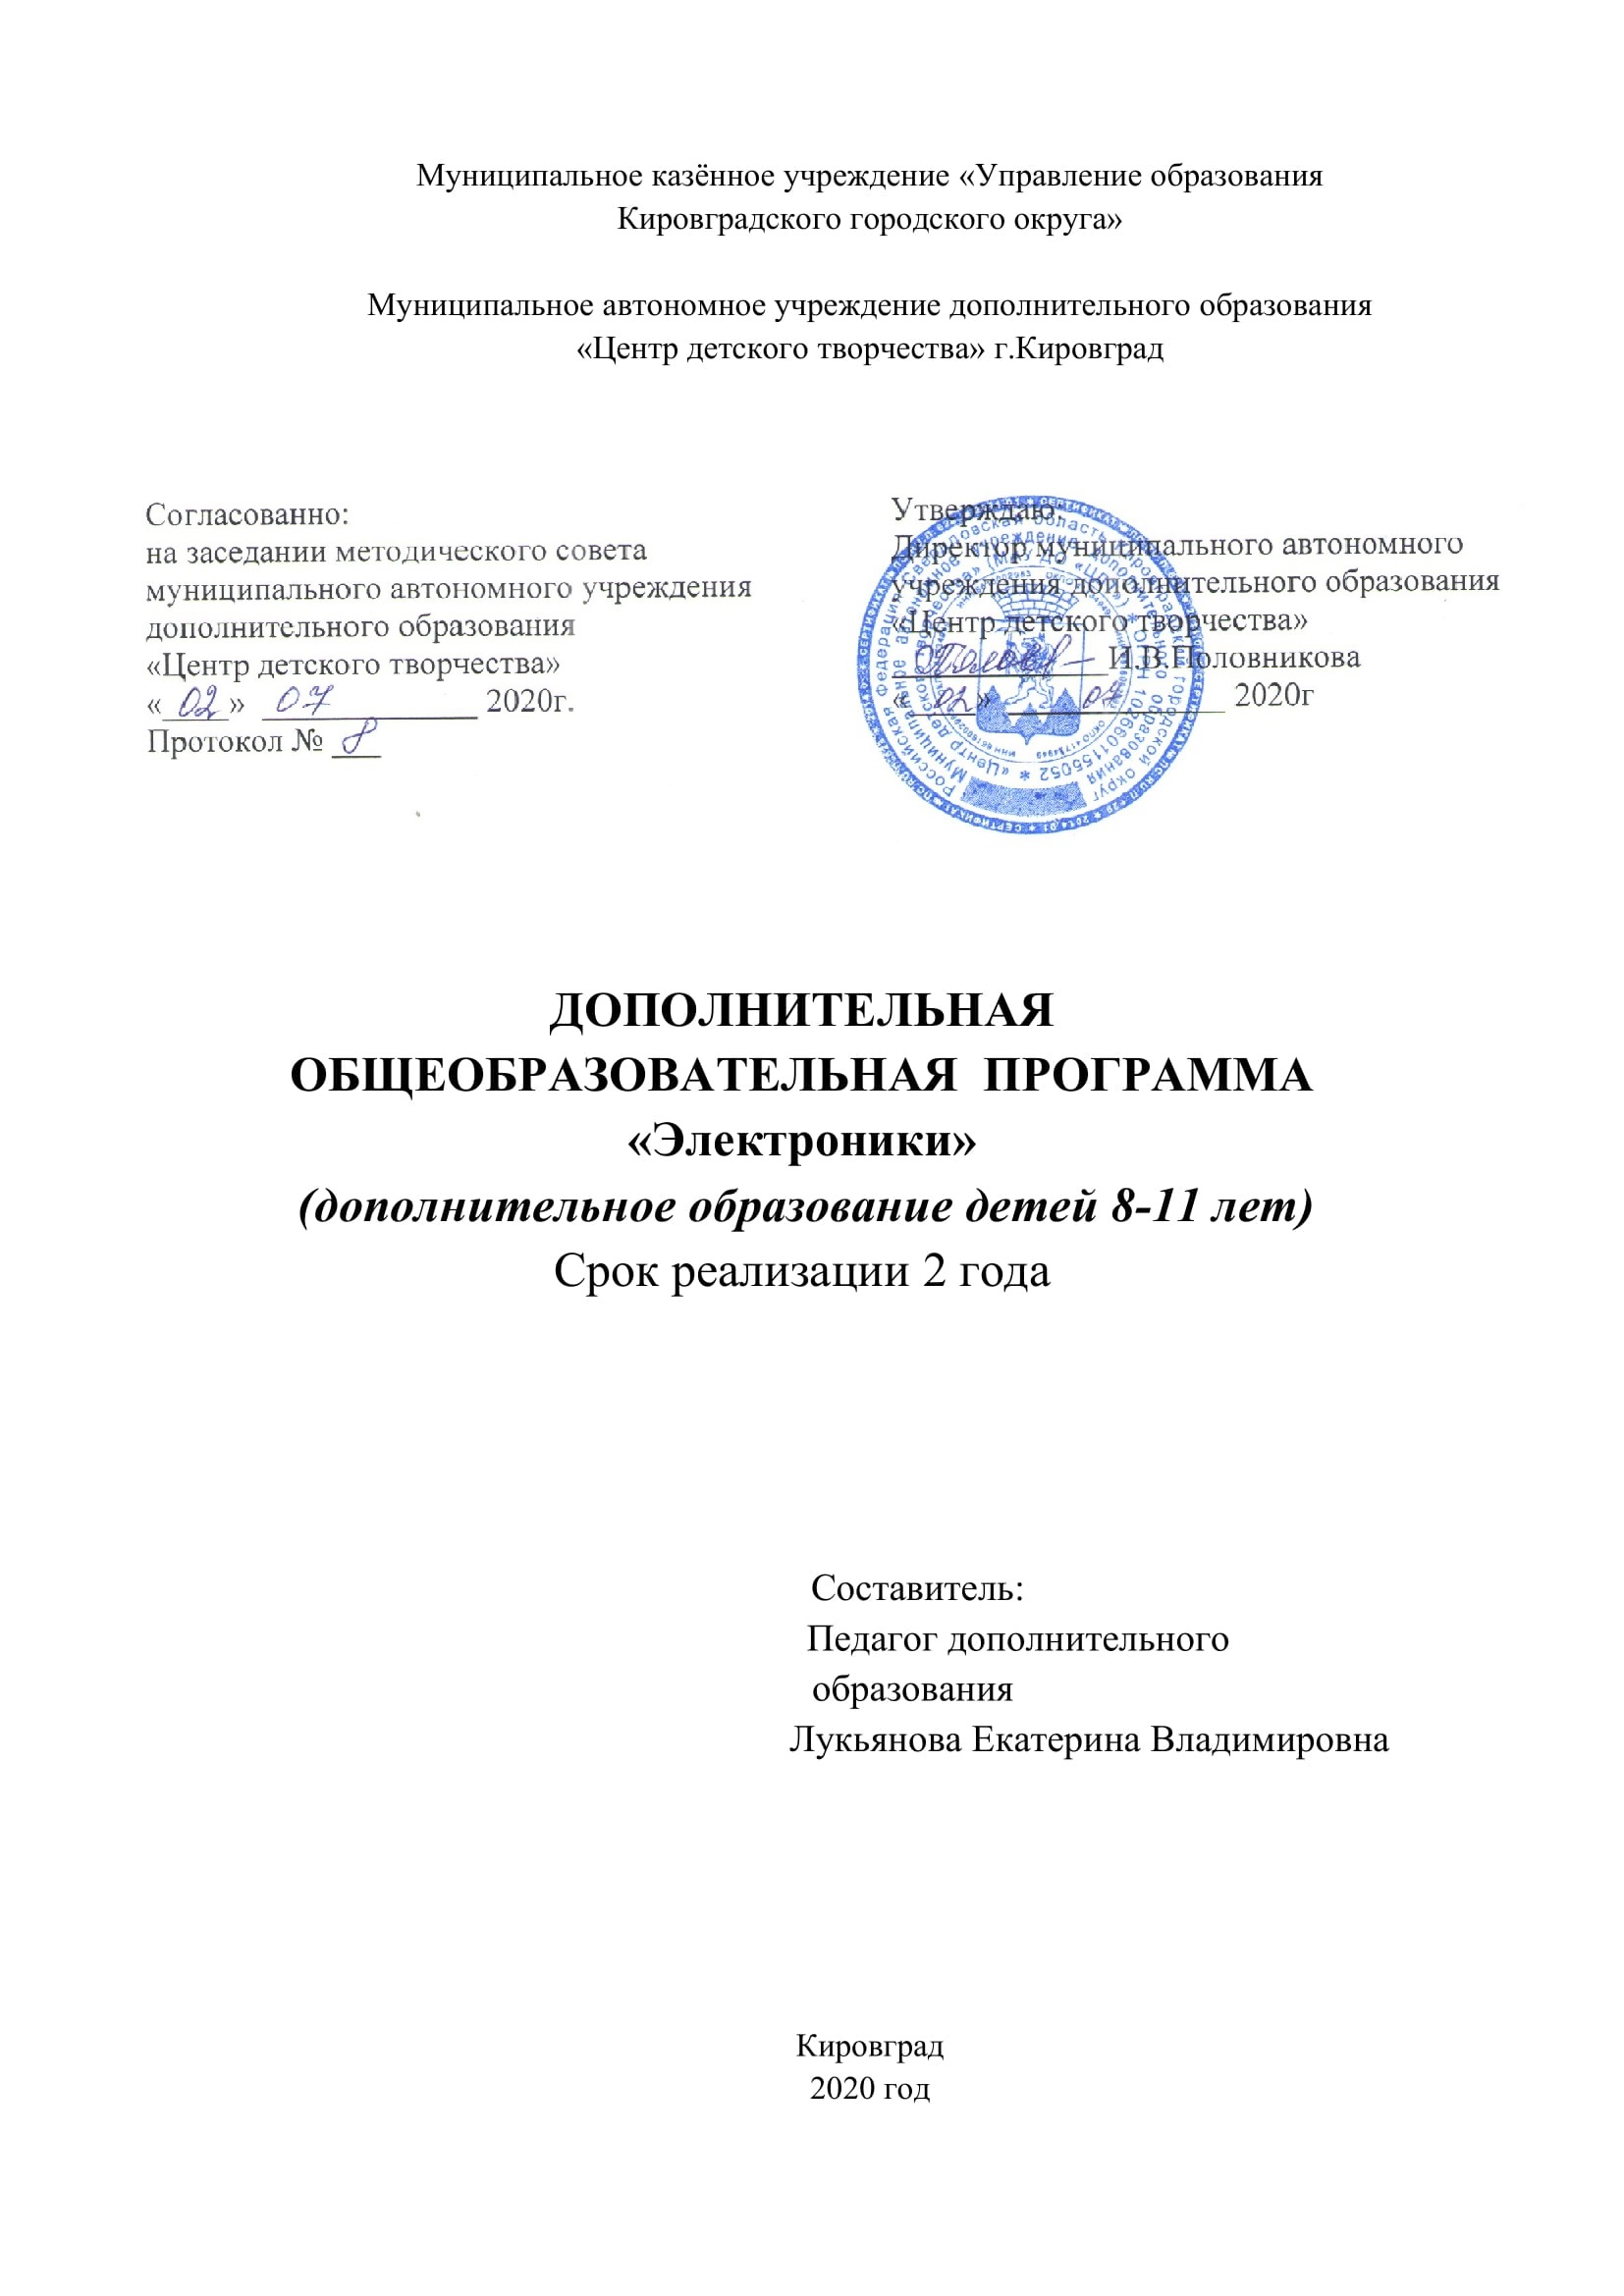 Муниципальное казённое учреждение «Управление образования
Кировградского городского округа»
Муниципальное автономное учреждение дополнительного образования
«Центр детского творчества» г.Кировград
Согласованно:
на заседании методического совета
муниципального автономного учреждения
дополнительного образования
«Центр детского творчества»
«02» 07 2020г.
Протокол № 8
Утверждаю:
Директор муниципального автономного
учреждения дополнительного образования
«Центр детского творчества»
И.В.Половникова
«02» 07 2020г
ДОПОЛНИТЕЛЬНАЯ
ОБЩЕОБРАЗОВАТЕЛЬНАЯ ПРОГРАММА
«Электроники»
(дополнительное образование детей 8-11 лет)
Срок реализации 2 года
Составитель:
Педагог дополнительного
образования
Лукьянова Екатерина Владимировна
Кировград
2020 год